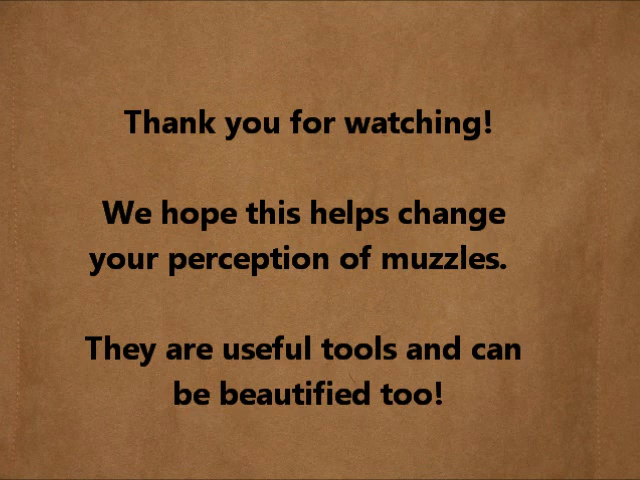 Thank you for watching!
We hope this helps change
your perception of muzzles.
They are useful tools and can
be beautified too!